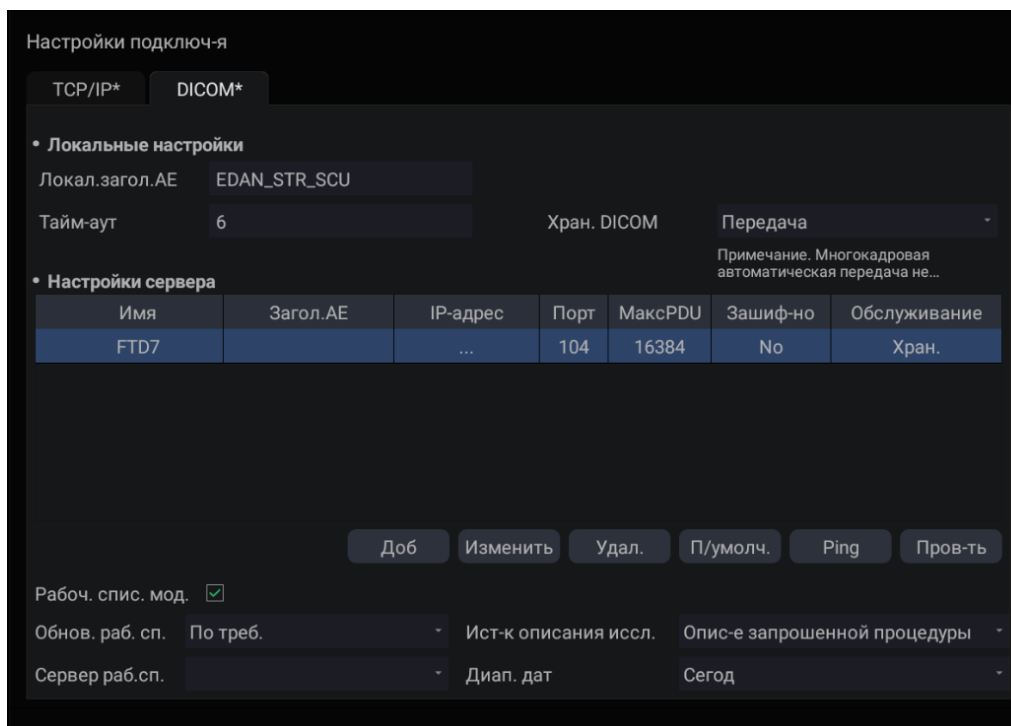 Настройки подключ-я
TCP/IP* DICOM*
• Локальные настройки
Локал.загол.AE EDAN_STR_SCU
Тайм-аут 6 Хран. DICOM Передача
Примечание. Многокадровая
автоматическая передача не...
• Настройки сервера
Имя Загол.AE IP-адрес Порт МаксPDU Зашиф-но Обслуживание
FTD7 ... 104 16384 No Хран.
Доб Изменить Удал. П/умолч. Ping Пров-ть
Рабоч. спис. мод.
Обнов. раб. сп. По треб. Ист-к описания иссл. Опис-е запрошенной процедуры
Сервер раб.сп. Диап. дат Сегод